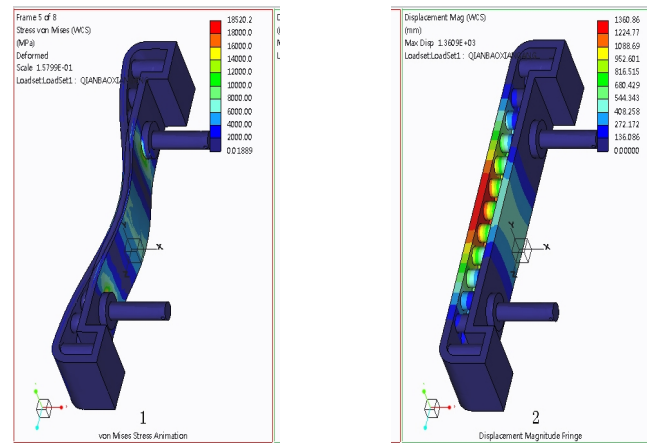 Frame 5 of 8
Stress von Mises (WCS)
(MPa)
Deformed
Scale 1.5799E-01
Loadset:LoadSet1 : QIANBAOXIA
18520.2
18000.0
16000.0
14000.0
12000.0
10000.0
8000.00
6000.00
4000.00
2000.00
0.01889
X
1
von Mises Stress Animation
Displacement Mag (WCS)
(mm)
Max Disp 1.3609E+03
Loadset:LoadSet1 : QIANBAOXIA
1360.86
1224.77
1088.69
952.601
816.515
680.429
544.343
408.258
272.172
136.086
0.00000
X
2
Displacement Magnitude Fringe